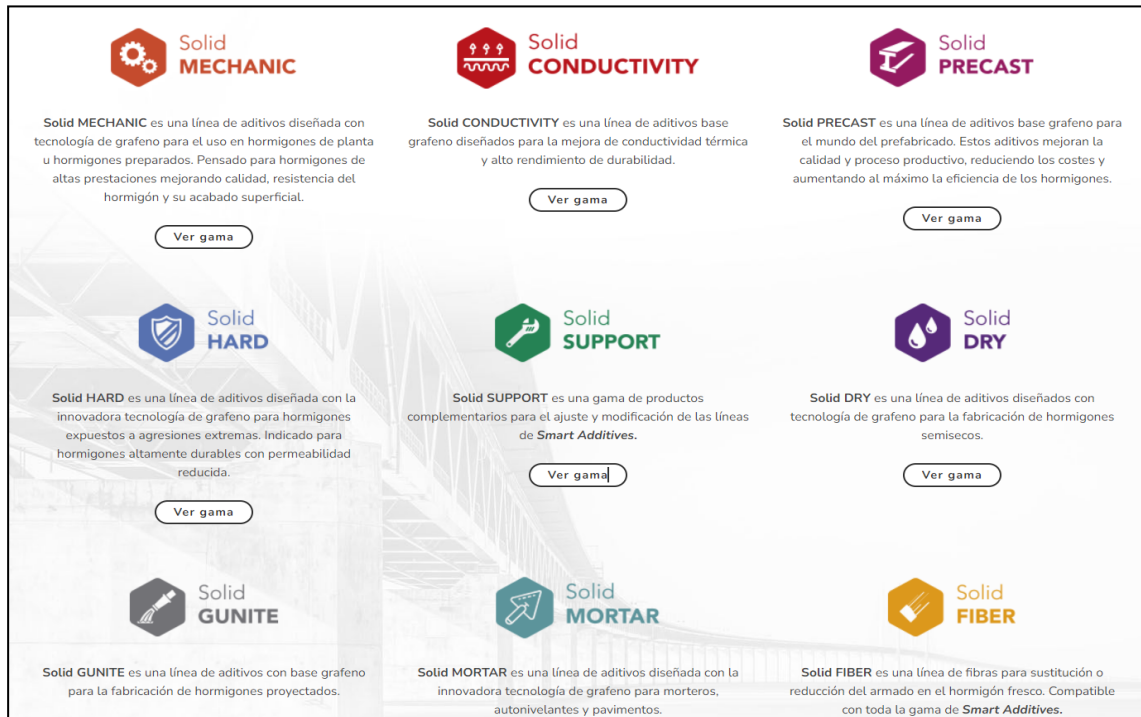 Solid
MECHANIC
Solid MECHANIC es una línea de aditivos diseñada con
tecnología de grafeno para el uso en hormigones de planta
u hormigones preparados. Pensado para hormigones de
altas prestaciones mejorando calidad, resistencia del
hormigón y su acabado superficial.
Ver gama
Solid
CONDUCTIVITY
Solid CONDUCTIVITY es una línea de aditivos base
grafeno diseñados para la mejora de conductividad térmica
y alto rendimiento de durabilidad.
Ver gama
Solid
PRECAST
Solid PRECAST es una línea de aditivos base grafeno para
el mundo del prefabricado. Estos aditivos mejoran la
calidad y proceso productivo, reduciendo los costes y
aumentando al máximo la eficiencia de los hormigones.
Ver gama
Solid
HARD
Solid HARD es una línea de aditivos diseñada con la
innovadora tecnología de grafeno para hormigones
expuestos a agresiones extremas. Indicado para
hormigones altamente durables con permeabilidad
reducida.
Ver gama
Solid
SUPPORT
Solid SUPPORT es una gama de productos
complementarios para el ajuste y modificación de las líneas
de Smart Additives.
Ver gama
Solid
DRY
Solid DRY es una línea de aditivos diseñados con
tecnología de grafeno para la fabricación de hormigones
semisecos.
Ver gama
Solid
GUNITE
Solid GUNITE es una línea de aditivos con base grafeno
para la fabricación de hormigones proyectados.
Solid
MORTAR
Solid MORTAR es una línea de aditivos diseñada con la
innovadora tecnología de grafeno para morteros,
autonivelantes y pavimentos.
Solid
FIBER
Solid FIBER es una línea de fibras para sustitución o
reducción del armado en el hormigón fresco. Compatible
con toda la gama de Smart Additives.